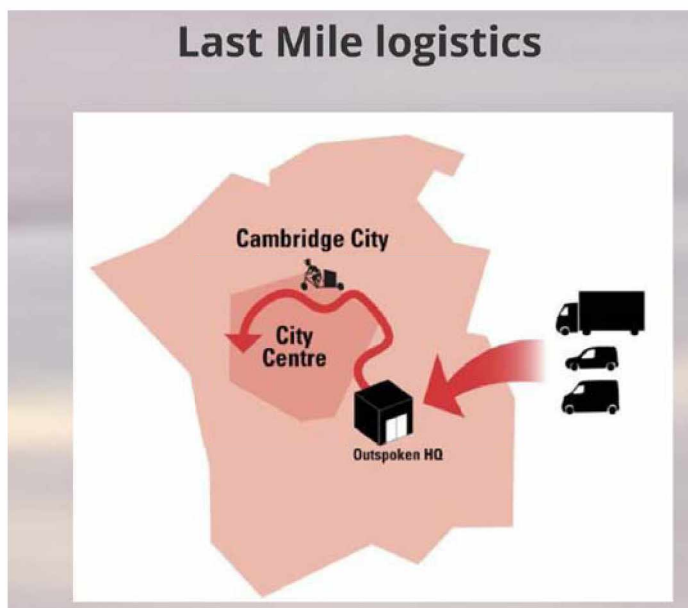 Last Mile logistics
Cambridge City
City
Centre
Outspoken HQ